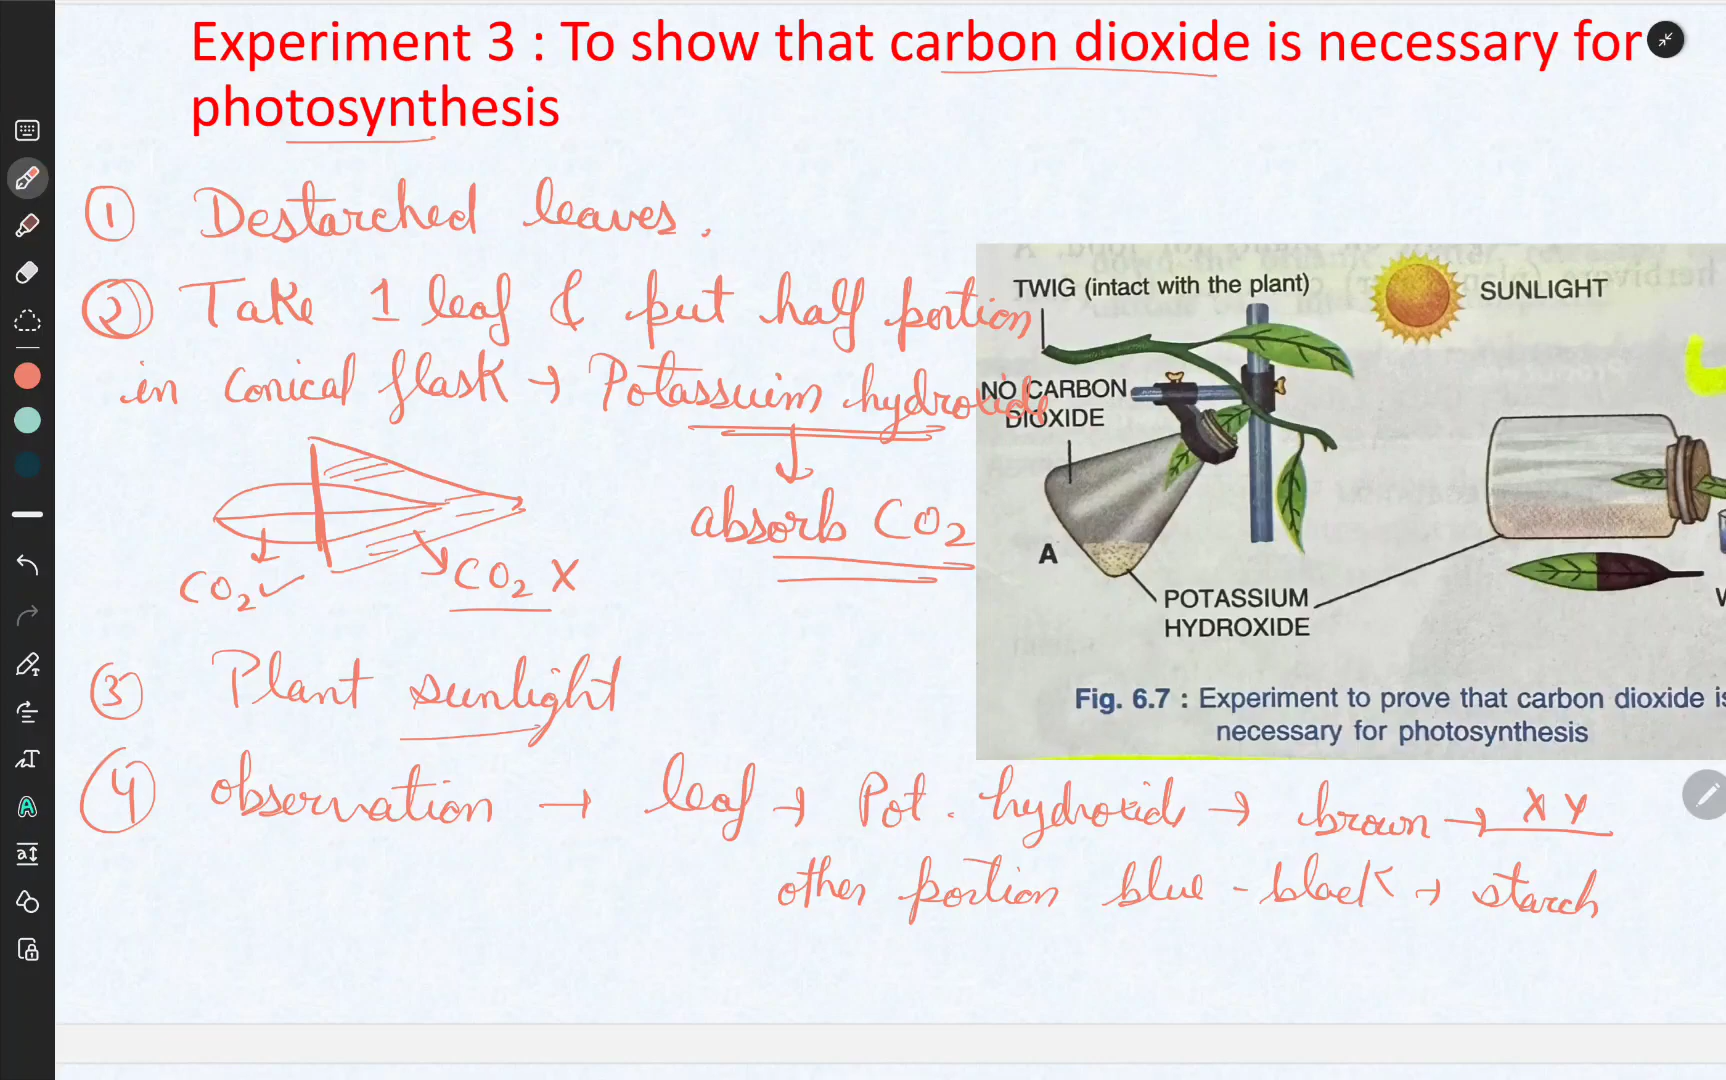 Experiment 3 : To show that carbon dioxide is necessary for
photosynthesis
1 Destarched leaves.
2 Take 1 leaf & put half portion
in conical flask → Potassuim hydroxide
absorb CO2
CO2 ✓
CO2 X
3 Plant sunlight
4 observation → leaf → Pot. hydroxid → brown → X Y
other portion blue - black → starch
TWIG (intact with the plant)
SUNLIGHT
NO CARBON
DIOXIDE
A
POTASSIUM
HYDROXIDE
Fig. 6.7 : Experiment to prove that carbon dioxide is
necessary for photosynthesis